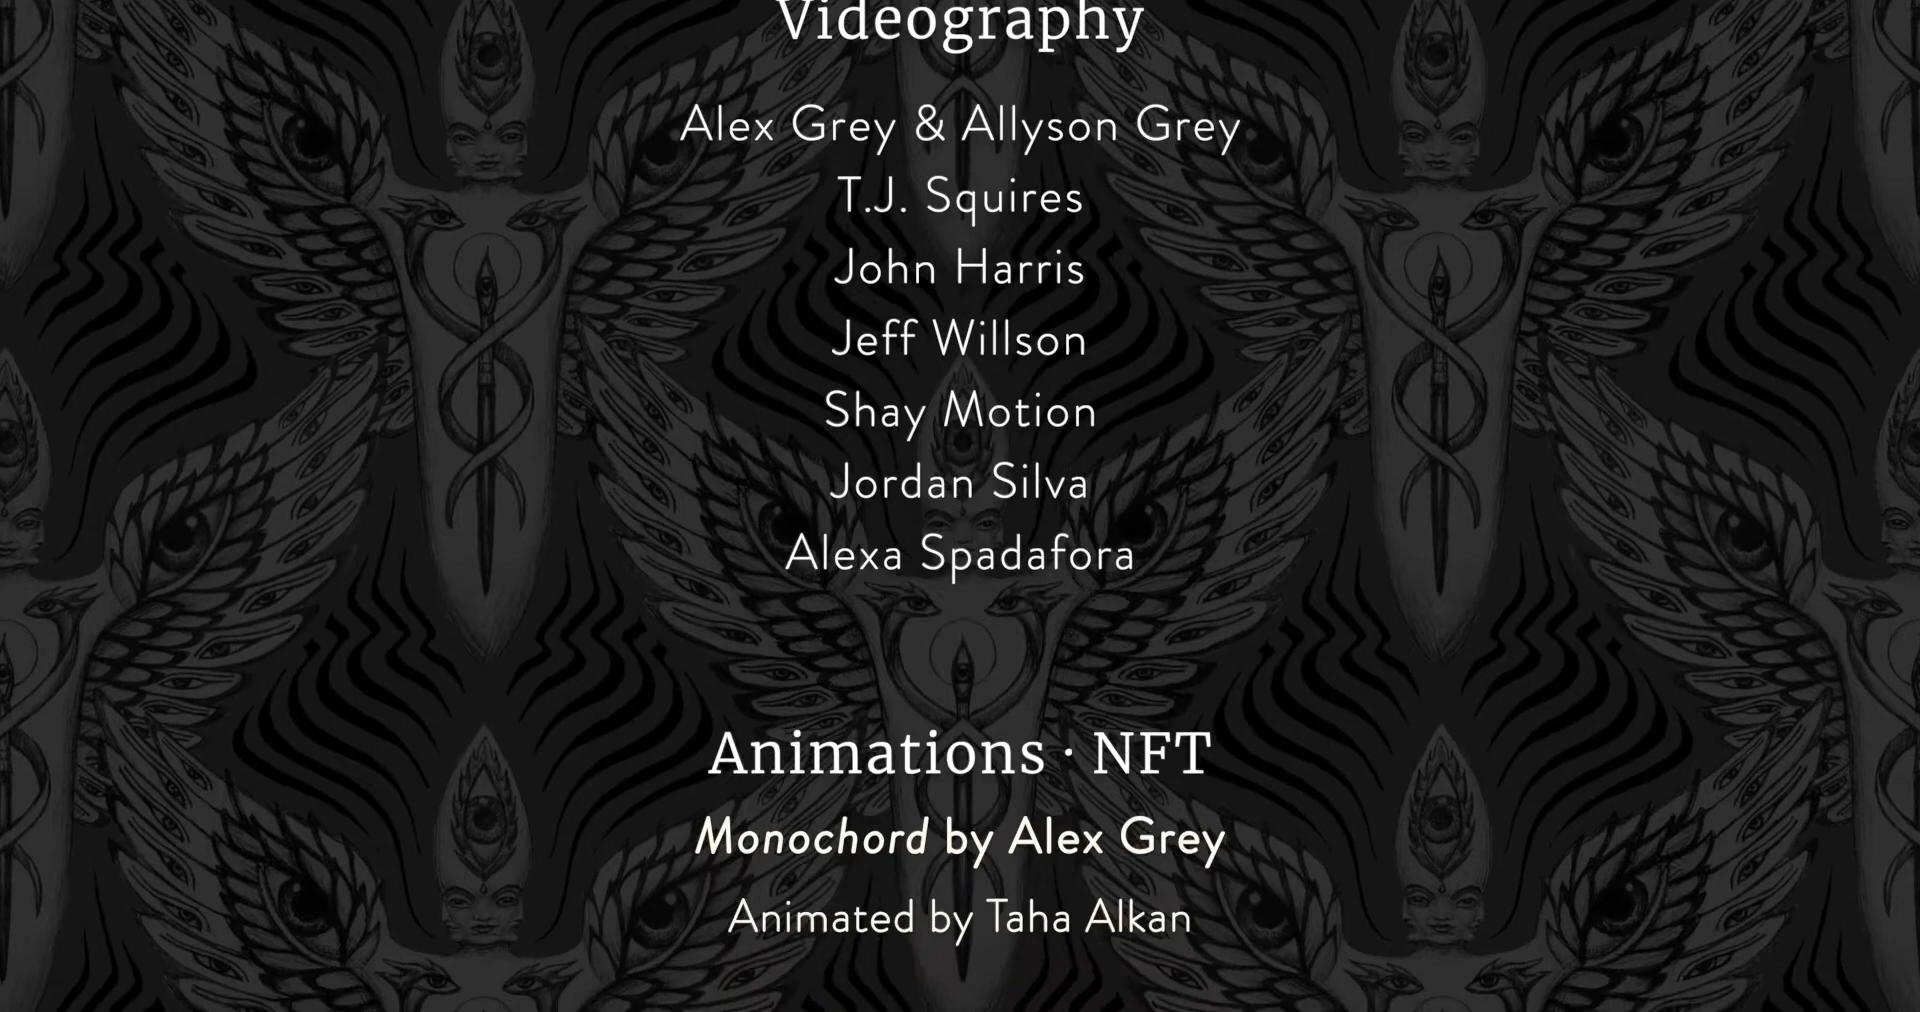 Videography
Alex Grey & Allyson Grey
T.J. Squires
John Harris
Jeff Willson
Shay Motion
Jordan Silva
Alexa Spadafora
Animations · NFT
Monochord by Alex Grey
Animated by Taha Alkan